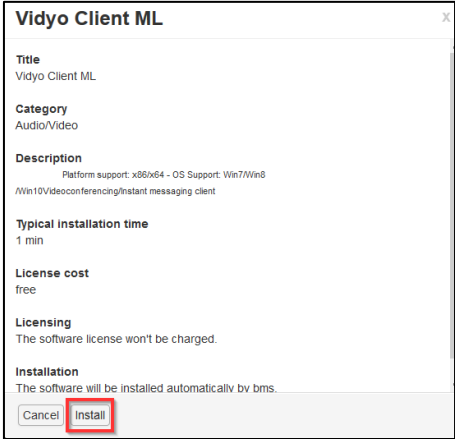 Vidyo Client ML
x
Title
Vidyo Client ML
Category
Audio/Video
Description
Platform support: x86/x64 - OS Support: Win7/Win8
/Win10Videoconferencing/Instant messaging client
Typical installation time
1 min
License cost
free
Licensing
The software license won't be charged.
Installation
The software will be installed automatically by bms.
Cancel Install